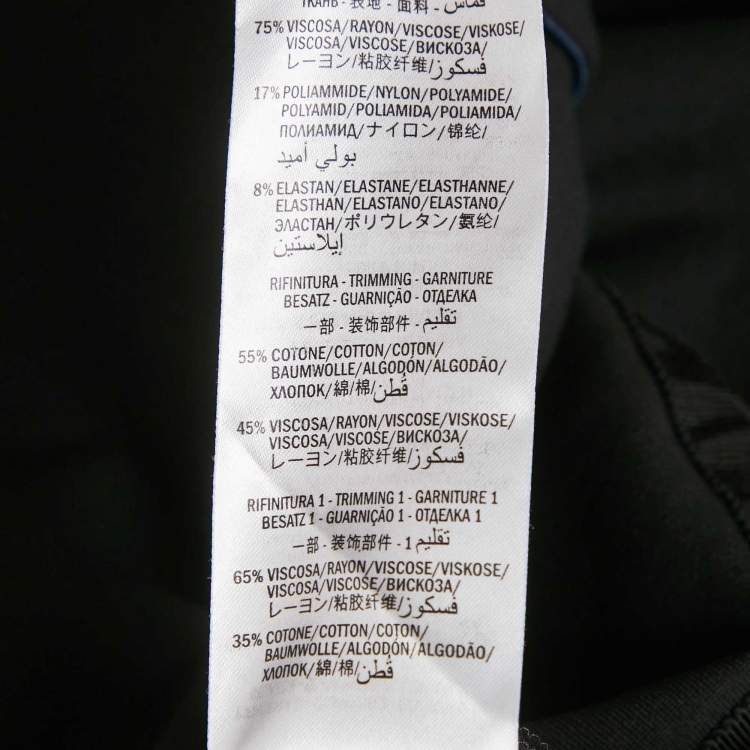 ТКАНЬ - 表地 - 面料 - قماش
75% VISCOSA/RAYON/VISCOSE/VISKOSE/
VISCOSA/VISCOSE/ВИСКОЗА/
レーヨン/粘胶纤维/فسكوز
17% POLIAMMIDE/NYLON/POLYAMIDE/
POLYAMID/POLIAMIDA/POLIAMIDA/
ПОЛИАМИД/ナイロン/锦纶/
بولي أميد
8% ELASTAN/ELASTANE/ELASTHANNE/
ELASTHAN/ELASTANO/ELASTANO/
ЭЛАСТАН/ポリウレタン/氨纶/
إيلاستين
RIFINITURA - TRIMMING - GARNITURE
BESATZ - GUARNIÇÃO - ОТДЕЛКА
一部 - 装饰部件 - تقليم
55% COTONE/COTTON/COTON/
BAUMWOLLE/ALGODÓN/ALGODÃO/
ХЛОПОК/綿/棉/قُطن
45% VISCOSA/RAYON/VISCOSE/VISKOSE/
VISCOSA/VISCOSE/ВИСКОЗА/
レーヨン/粘胶纤维/فسكوز
RIFINITURA 1 - TRIMMING 1 - GARNITURE 1
BESATZ 1 - GUARNIÇÃO 1 - ОТДЕЛКА 1
一部 - 装饰部件 - 1 تقليم
65% VISCOSA/RAYON/VISCOSE/VISKOSE/
VISCOSA/VISCOSE/ВИСКОЗА/
レーヨン/粘胶纤维/فسكوز
35% COTONE/COTTON/COTON/
BAUMWOLLE/ALGODÓN/ALGODÃO/
ХЛОПОК/綿/棉/قُطن